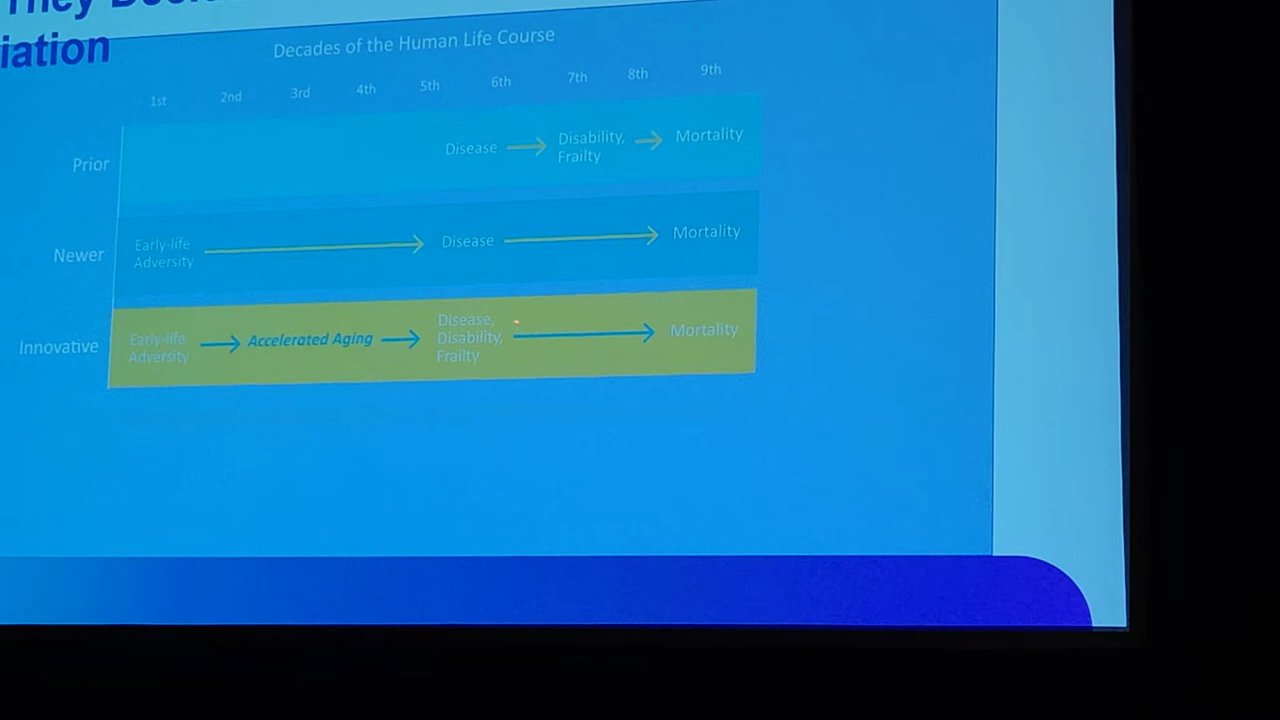 They
iation
Decades of the Human Life Course
1st 2nd 3rd 4th 5th 6th 7th 8th 9th
Prior
Disease
Disability,
Frailty
Mortality
Newer
Early-life
Adversity
Disease
Mortality
Innovative
Early-life
Adversity
Accelerated Aging
Disease,
Disability,
Frailty
Mortality